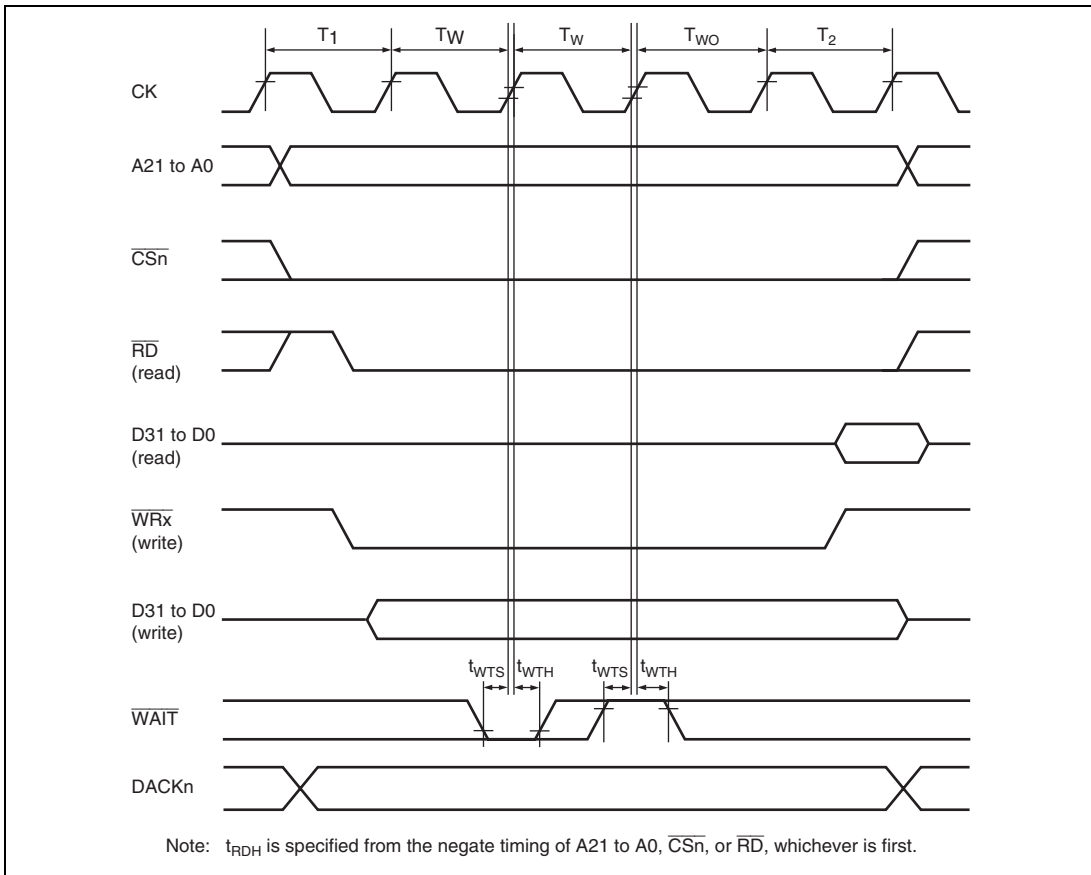 T1 TW TW TWO T2
CK
A21 to A0
CSn
RD
(read)
D31 to D0
(read)
WRx
(write)
D31 to D0
(write)
tWTS tWTH tWTS tWTH
WAIT
DACKn
Note: tRDH is specified from the negate timing of A21 to A0, CSn, or RD, whichever is first.